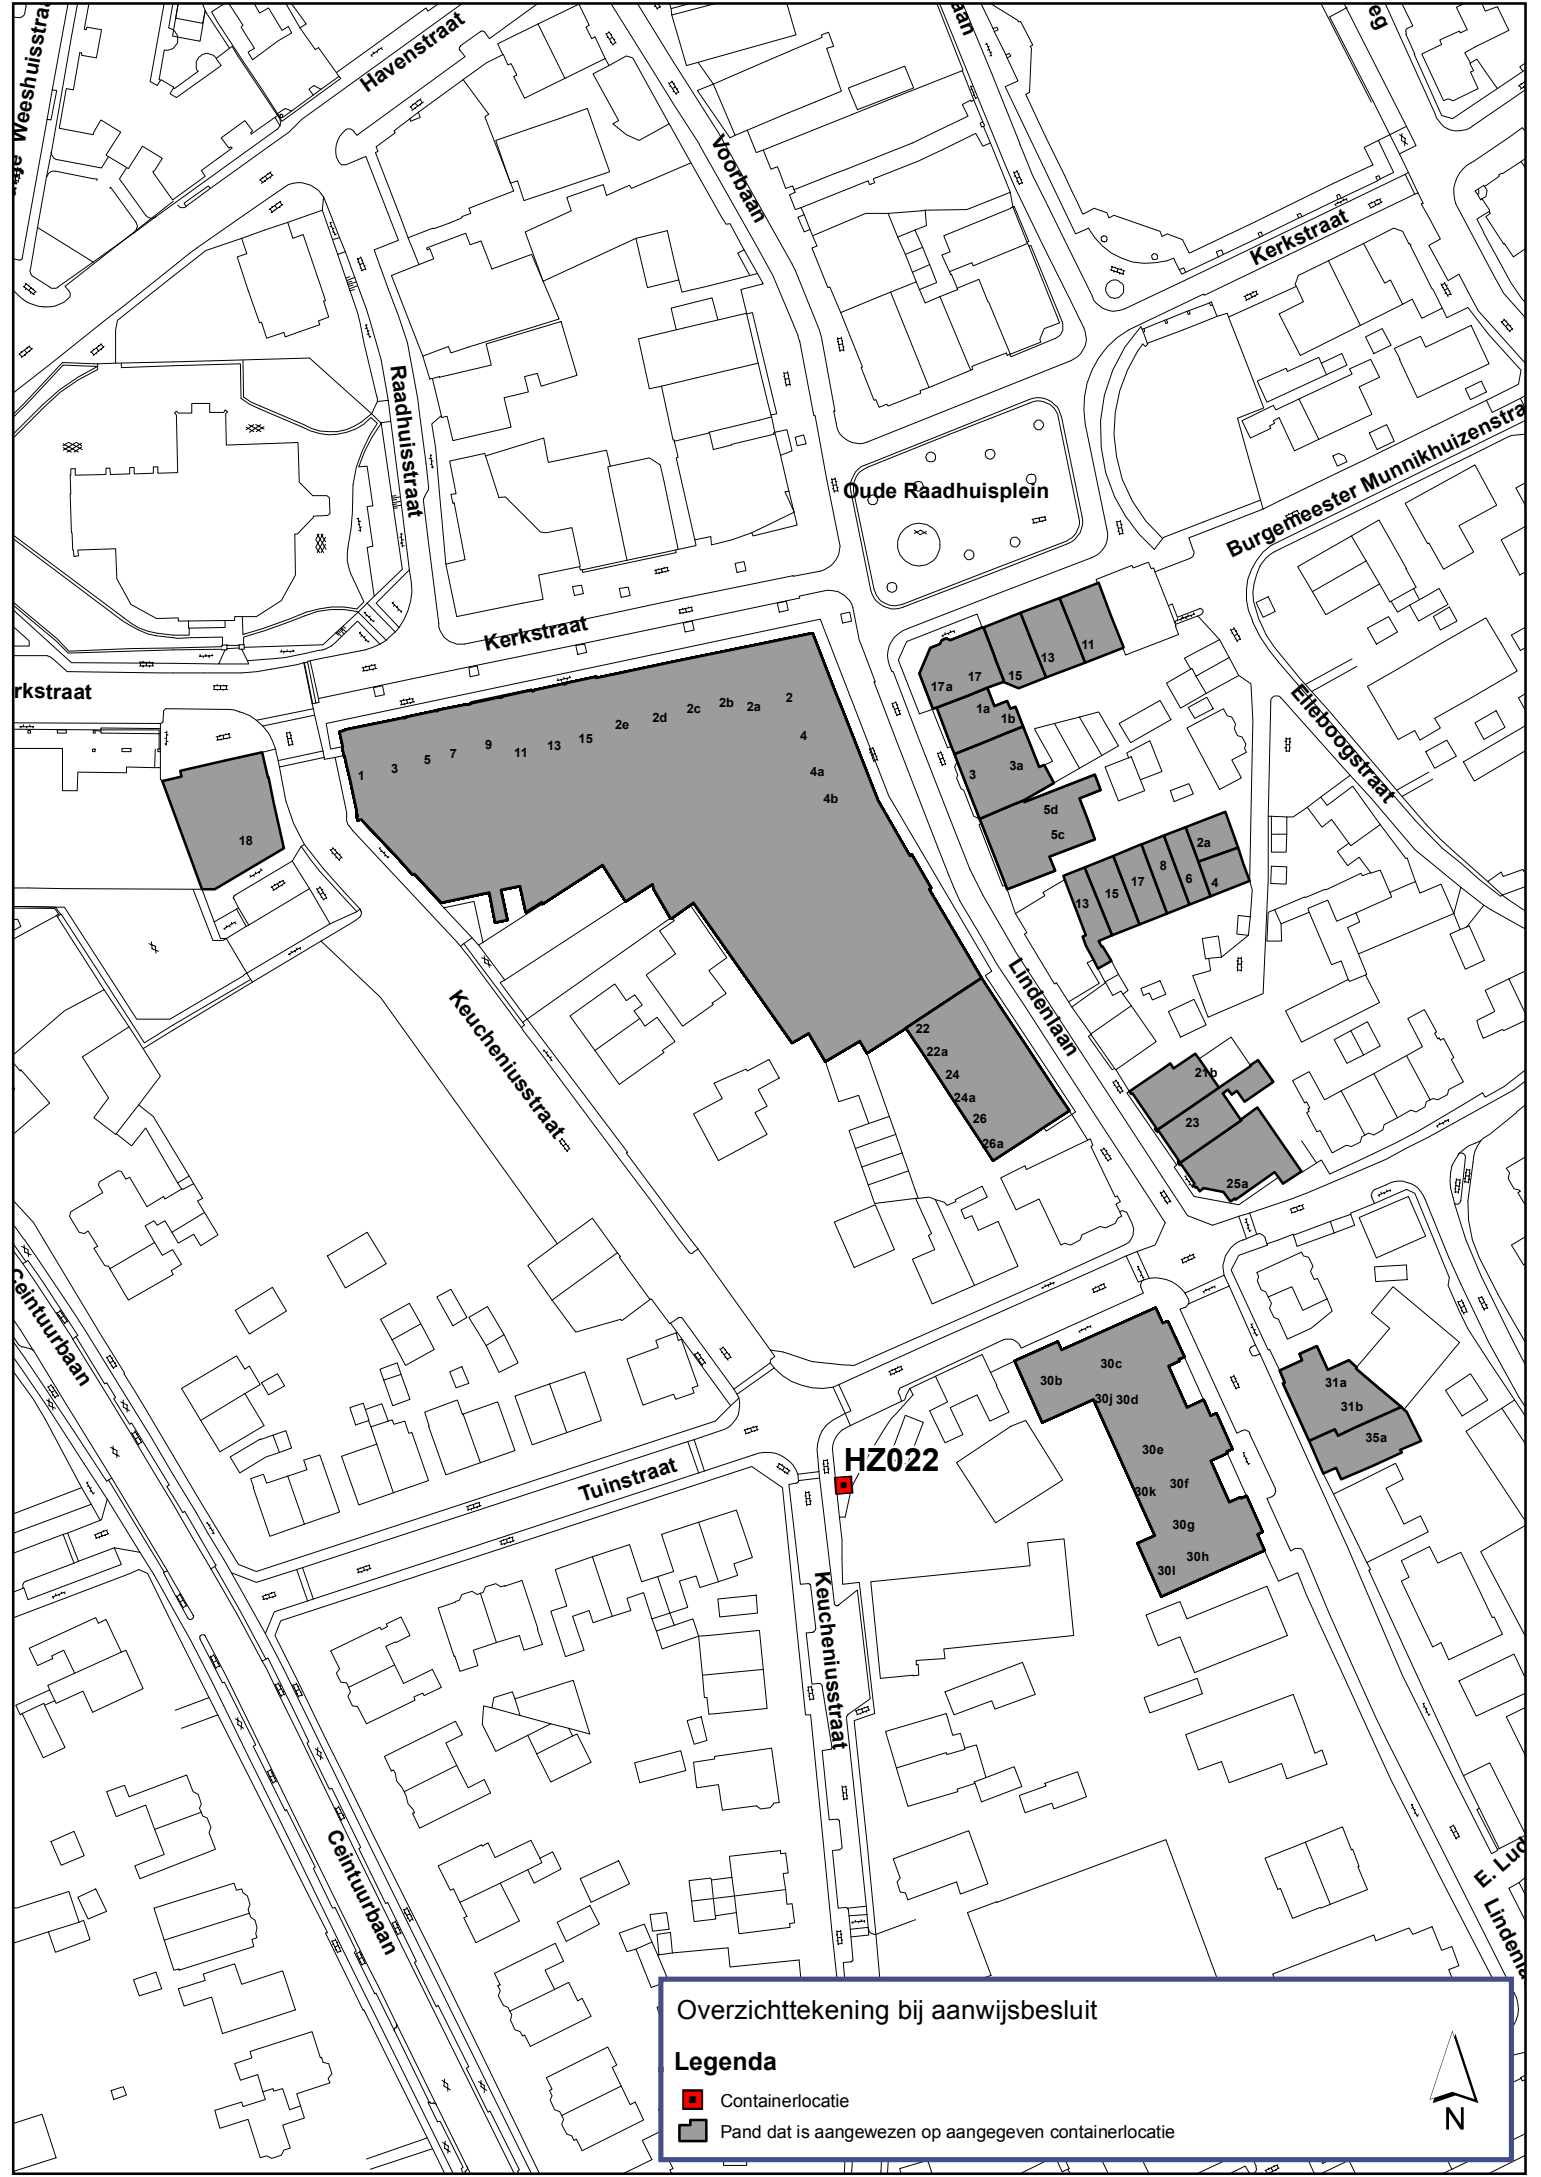 Weeshuisstraat
Havenstraat
Voorbaan
Kerkstraat
Raadhuisstraat
Oude Raadhuisplein
Burgemeester Munnikhuizenstra
Kerkstraat
rkstraat
Elleboogstraat
17a
17
15
13
11
1a
1b
3
3a
5d
5c
1
3
5
7
9
11
13
15
2e
2d
2c
2b
2a
2
4
4a
4b
18
13
15
17
8
6
2a
4
Lindenlaan
Keucheniusstraat
22
22a
24
24a
26
26a
21b
23
25a
Ceintuurbaan
30b
30c
30j
30d
30e
30f
30k
30g
30h
30l
31a
31b
35a
HZ022
Tuinstraat
Keucheniusstraat
Ceintuurbaan
E. Lud
Lindenla
Overzichttekening bij aanwijsbesluit
Legenda
Containerlocatie
Pand dat is aangewezen op aangegeven containerlocatie
N